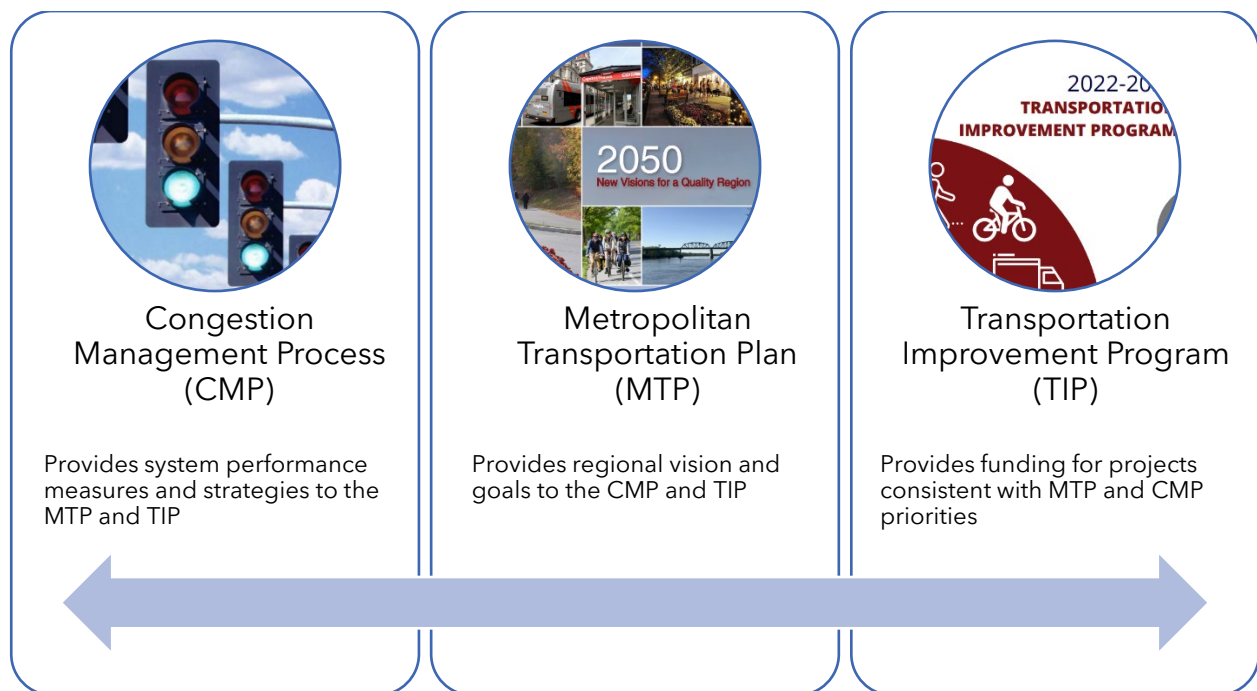 Congestion
Management Process
(CMP)
Provides system performance
measures and strategies to the
MTP and TIP
2050
New Visions for a Quality Region
Metropolitan
Transportation Plan
(MTP)
Provides regional vision and
goals to the CMP and TIP
2022-20
TRANSPORTATIO
IMPROVEMENT PROGRAM
Transportation
Improvement Program
(TIP)
Provides funding for projects
consistent with MTP and CMP
priorities